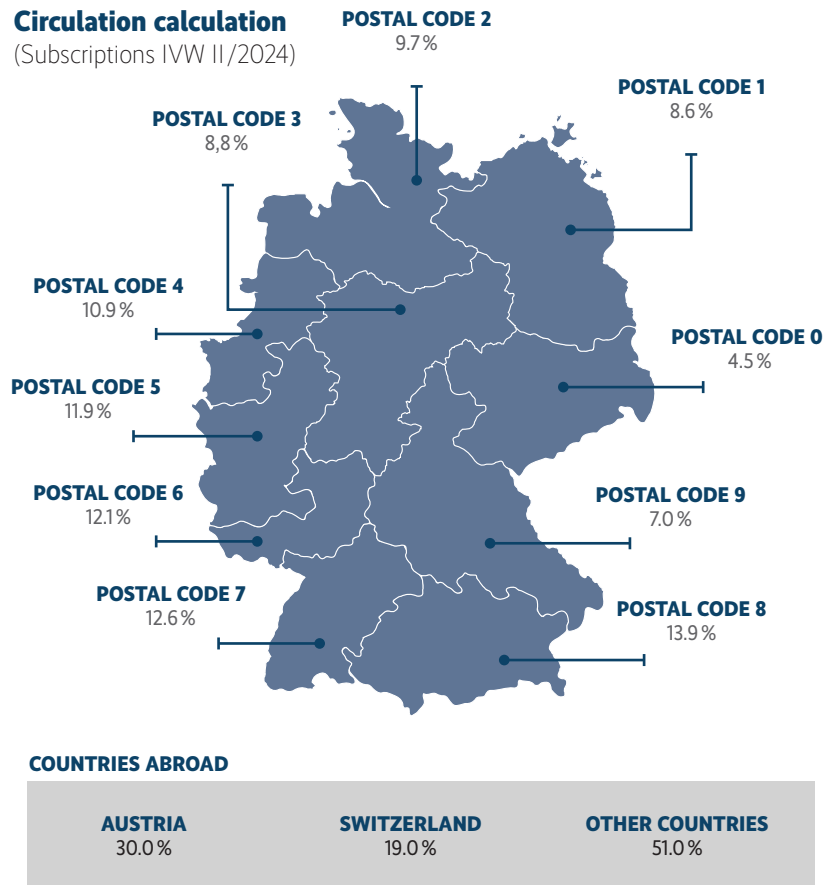 Circulation calculation
(Subscriptions IVW II/2024)
POSTAL CODE 2
9.7 %
POSTAL CODE 1
8.6 %
POSTAL CODE 3
8,8 %
POSTAL CODE 4
10.9 %
POSTAL CODE 0
4.5 %
POSTAL CODE 5
11.9 %
POSTAL CODE 6
12.1 %
POSTAL CODE 9
7.0 %
POSTAL CODE 7
12.6 %
POSTAL CODE 8
13.9 %
COUNTRIES ABROAD
AUSTRIA
30.0 %
SWITZERLAND
19.0 %
OTHER COUNTRIES
51.0 %